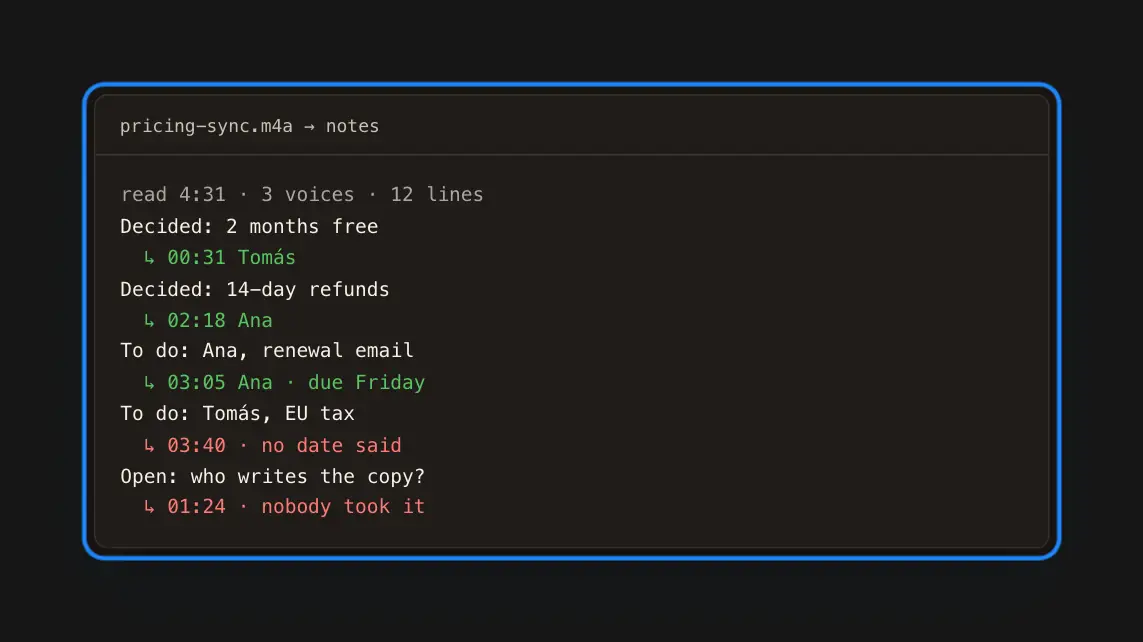 pricing-sync.m4a → notes
read 4:31 · 3 voices · 12 lines
Decided: 2 months free
↳ 00:31 Tomás
Decided: 14-day refunds
↳ 02:18 Ana
To do: Ana, renewal email
↳ 03:05 Ana · due Friday
To do: Tomás, EU tax
↳ 03:40 · no date said
Open: who writes the copy?
↳ 01:24 · nobody took it